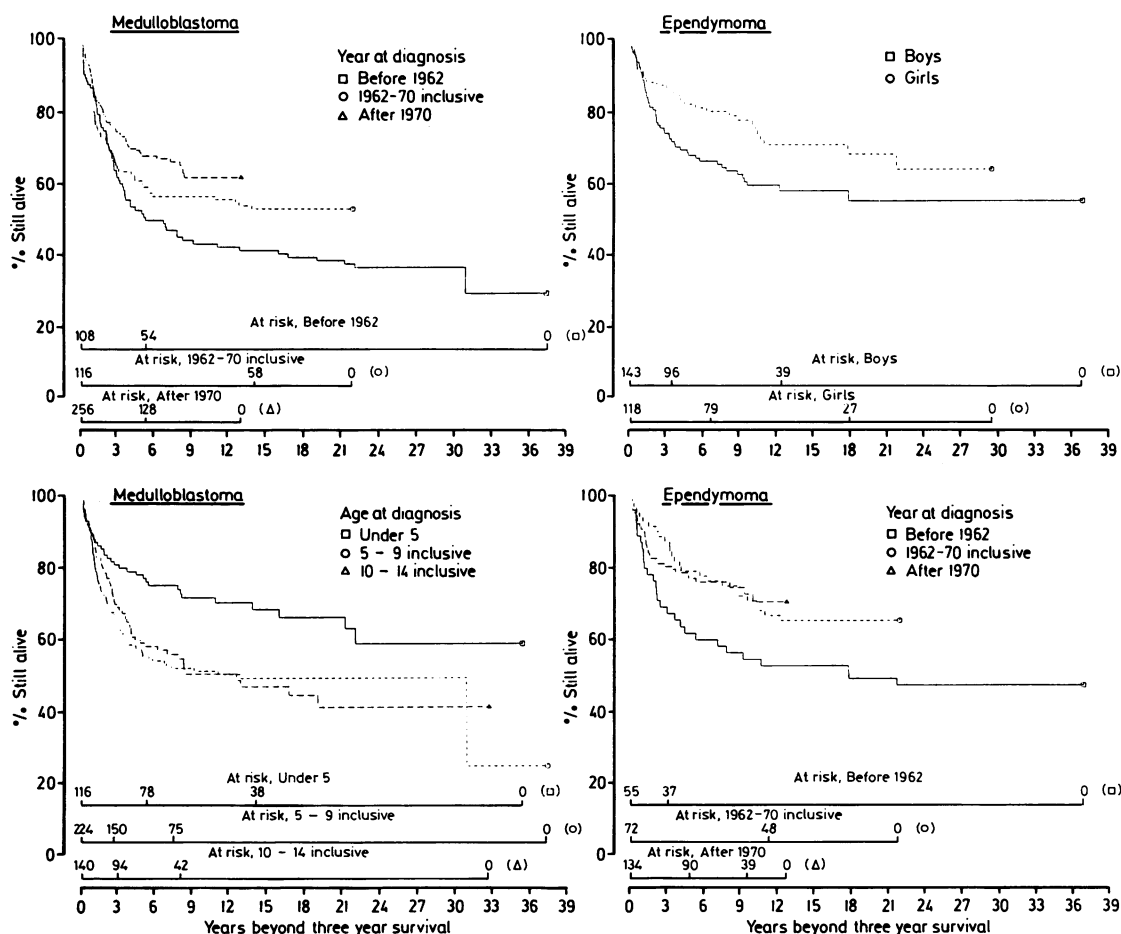 Medulloblastoma
Year at diagnosis
□ Before 1962
○ 1962-70 inclusive
△ After 1970
% Still alive
100
80
60
40
20
0
At risk, Before 1962
108 54 0 (□)
At risk, 1962-70 inclusive
116 58 0 (○)
At risk, After 1970
256 128 0 (△)
0 3 6 9 12 15 18 21 24 27 30 33 36 39
Ependymoma
□ Boys
○ Girls
% Still alive
100
80
60
40
20
0
At risk, Boys
143 96 39 0 (□)
At risk, Girls
118 79 27 0 (○)
0 3 6 9 12 15 18 21 24 27 30 33 36 39
Medulloblastoma
Age at diagnosis
□ Under 5
○ 5 - 9 inclusive
△ 10 - 14 inclusive
% Still alive
100
80
60
40
20
0
At risk, Under 5
116 78 38 0 (□)
At risk, 5 - 9 inclusive
224 150 75 0 (○)
At risk, 10 - 14 inclusive
140 94 42 0 (△)
0 3 6 9 12 15 18 21 24 27 30 33 36 39
Years beyond three year survival
Ependymoma
Year at diagnosis
□ Before 1962
○ 1962-70 inclusive
△ After 1970
% Still alive
100
80
60
40
20
0
At risk, Before 1962
55 37 0 (□)
At risk, 1962-70 inclusive
72 48 0 (○)
At risk, After 1970
134 90 39 0 (△)
0 3 6 9 12 15 18 21 24 27 30 33 36 39
Years beyond three year survival